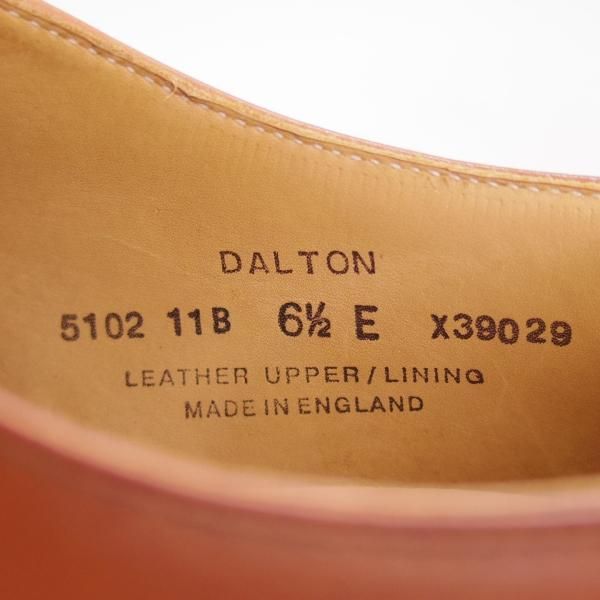 DALTON
5102 11B 6½ E X39029
LEATHER UPPER/LINING
MADE IN ENGLAND